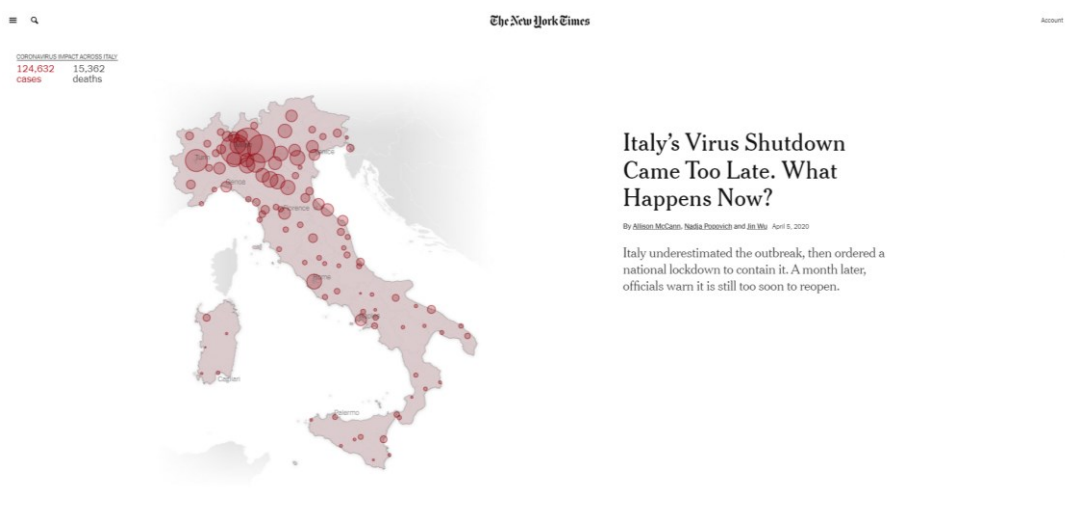 The New York Times
Account
CORONAVIRUS IMPACT ACROSS ITALY
124,632 15,362
cases deaths
Italy's Virus Shutdown
Came Too Late. What
Happens Now?
By Allison McCann, Nadja Popovich and Jin Wu April 5, 2020
Italy underestimated the outbreak, then ordered a
national lockdown to contain it. A month later,
officials warn it is still too soon to reopen.
Genoa
Florence
Rome
Cagliari
Palermo